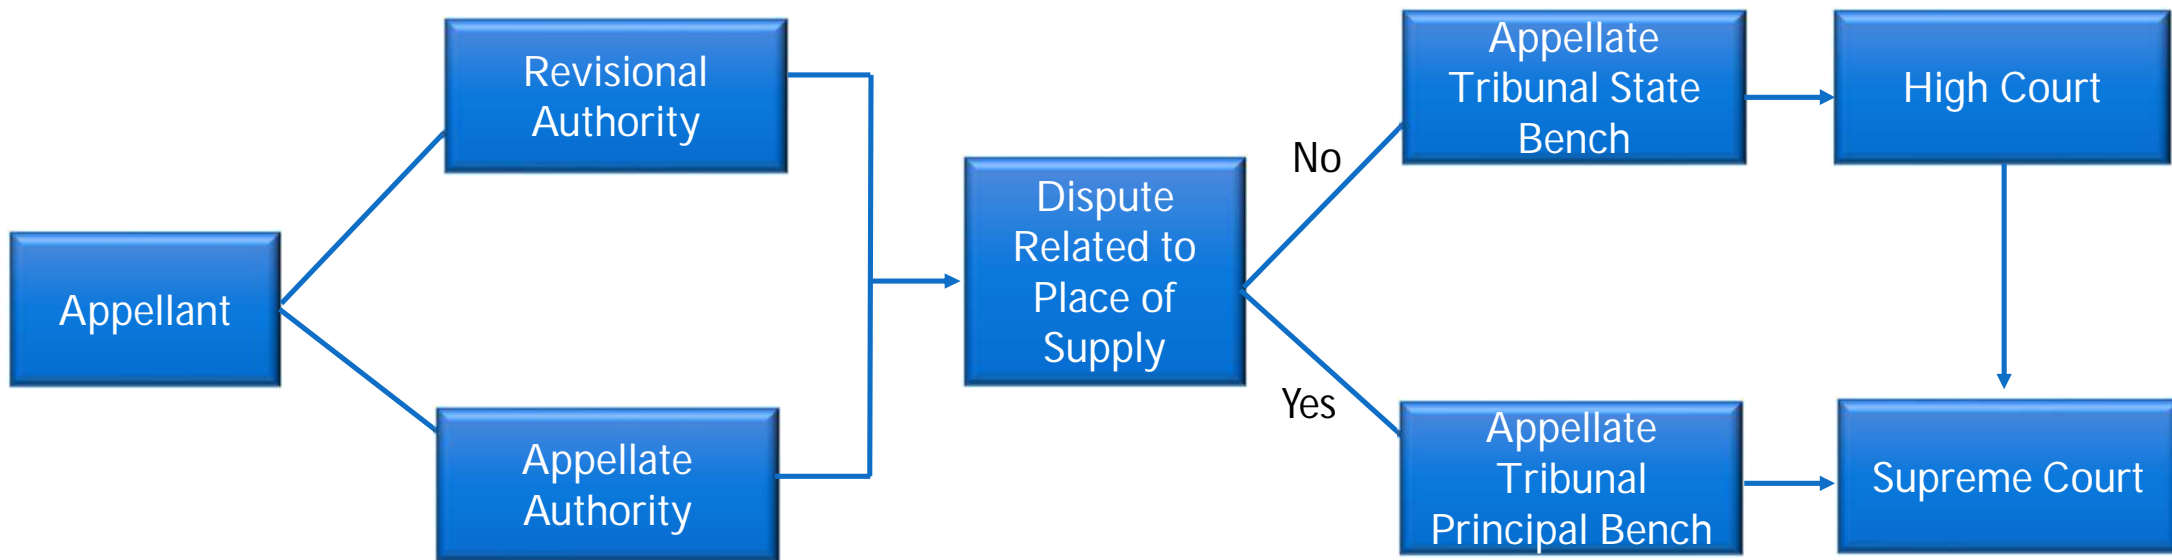 Appellant
Revisional
Authority
Appellate
Authority
Dispute
Related to
Place of
Supply
No
Yes
Appellate
Tribunal State
Bench
High Court
Appellate
Tribunal
Principal Bench
Supreme Court